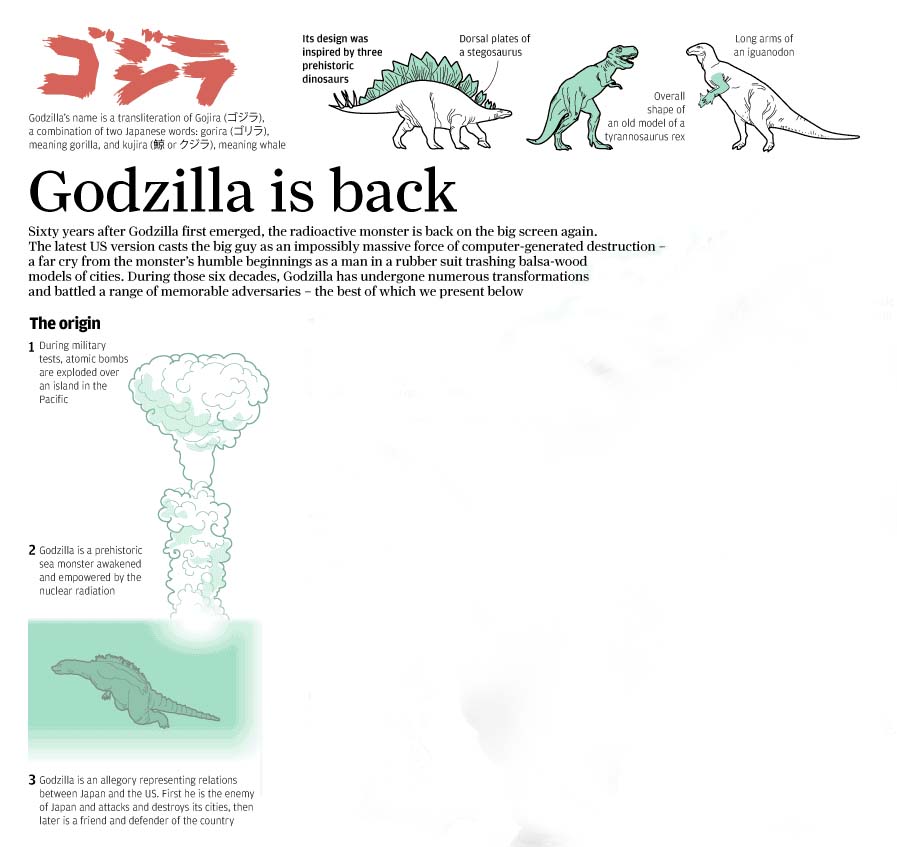 ゴジラ
Godzilla's name is a transliteration of Gojira (ゴジラ),
a combination of two Japanese words: gorira (ゴリラ),
meaning gorilla, and kujira (鯨 or クジラ), meaning whale
Its design was
inspired by three
prehistoric
dinosaurs
Dorsal plates of
a stegosaurus
Overall
shape of
an old model of a
tyrannosaurus rex
Long arms of
an iguanodon
Godzilla is back
Sixty years after Godzilla first emerged, the radioactive monster is back on the big screen again.
The latest US version casts the big guy as an impossibly massive force of computer-generated destruction –
a far cry from the monster's humble beginnings as a man in a rubber suit trashing balsa-wood
models of cities. During those six decades, Godzilla has undergone numerous transformations
and battled a range of memorable adversaries – the best of which we present below
The origin
1 During military
tests, atomic bombs
are exploded over
an island in the
Pacific
2 Godzilla is a prehistoric
sea monster awakened
and empowered by the
nuclear radiation
3 Godzilla is an allegory representing relations
between Japan and the US. First he is the enemy
of Japan and attacks and destroys its cities, then
later is a friend and defender of the country